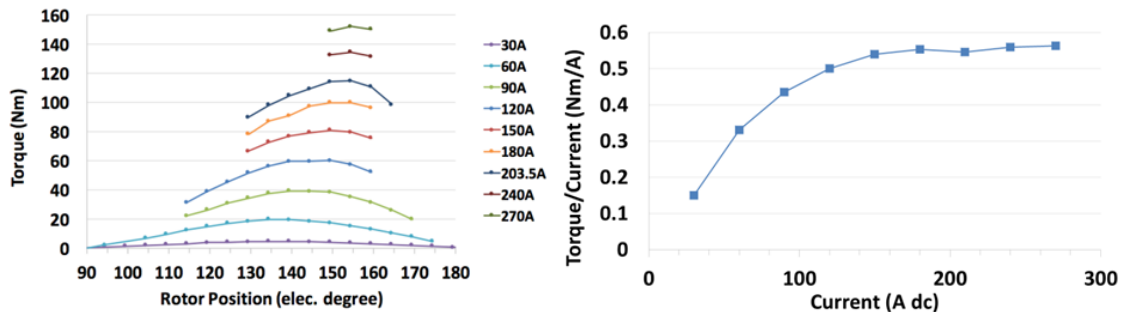 Torque (Nm)
160
140
120
100
80
60
40
20
0
90 100 110 120 130 140 150 160 170 180
Rotor Position (elec. degree)
30A
60A
90A
120A
150A
180A
203.5A
240A
270A
Torque/Current (Nm/A)
0.6
0.5
0.4
0.3
0.2
0.1
0
0 100 200 300
Current (A dc)